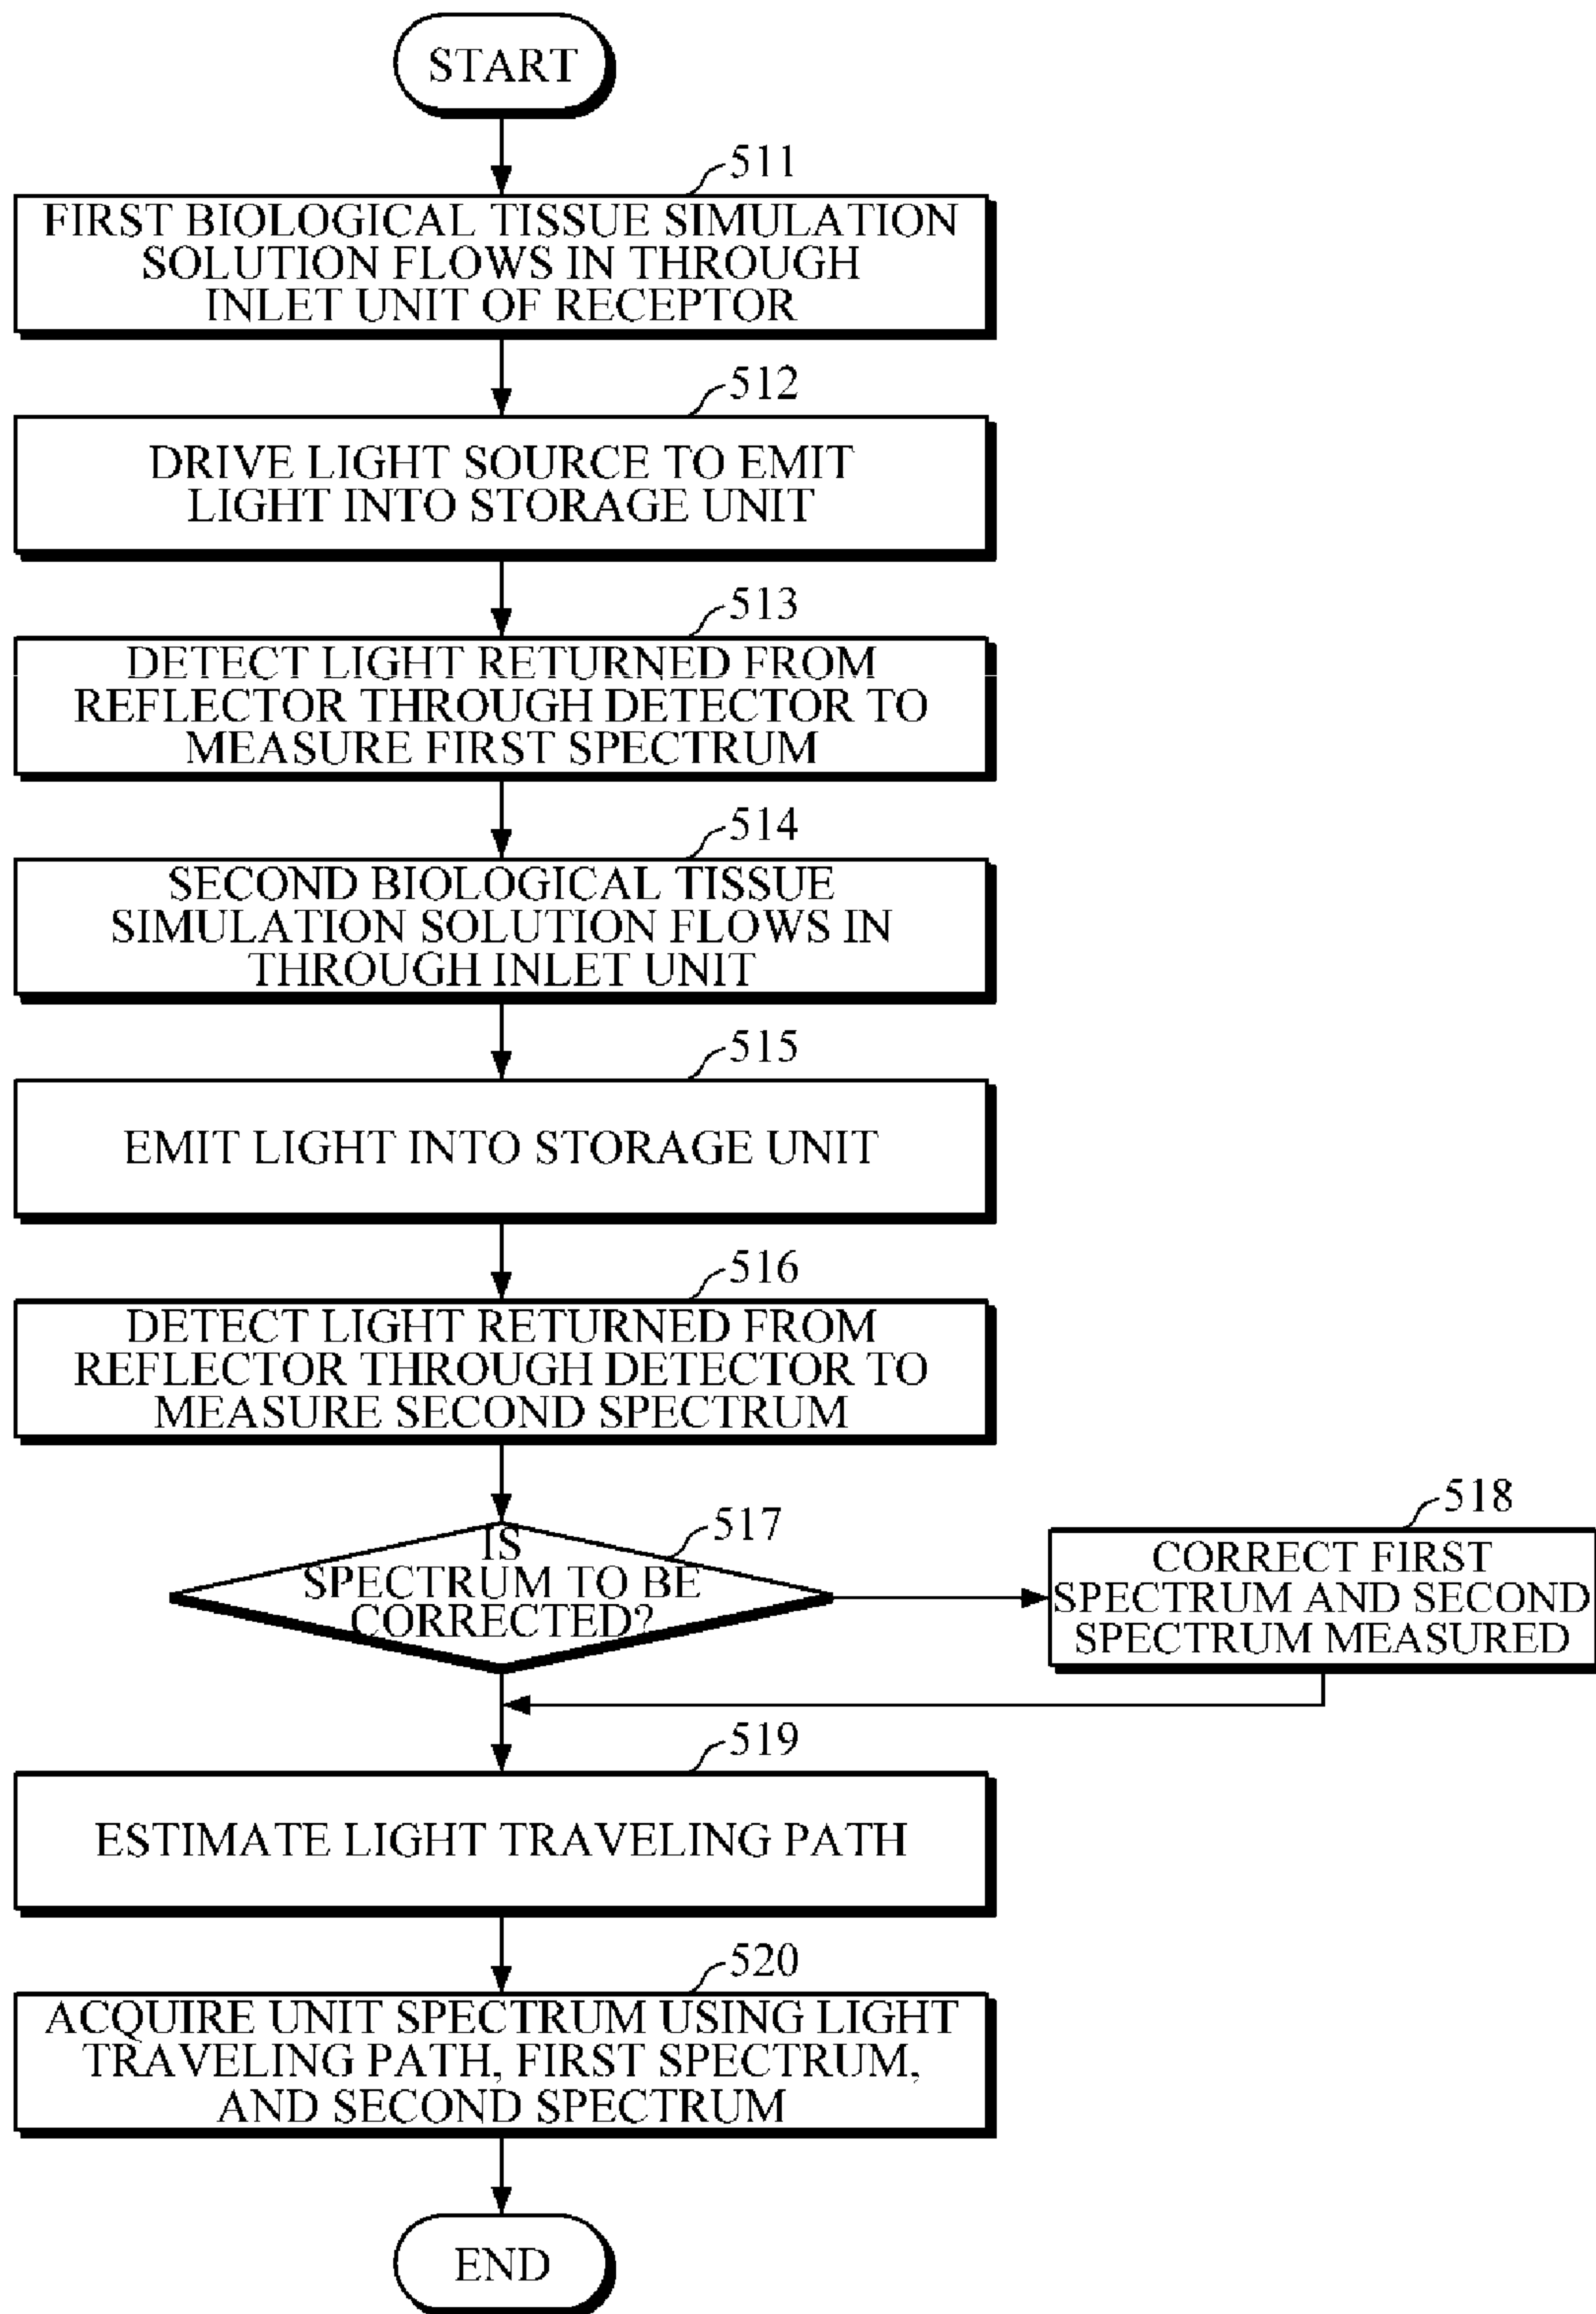 START
511
FIRST BIOLOGICAL TISSUE SIMULATION
SOLUTION FLOWS IN THROUGH
INLET UNIT OF RECEPTOR
512
DRIVE LIGHT SOURCE TO EMIT
LIGHT INTO STORAGE UNIT
513
DETECT LIGHT RETURNED FROM
REFLECTOR THROUGH DETECTOR TO
MEASURE FIRST SPECTRUM
514
SECOND BIOLOGICAL TISSUE
SIMULATION SOLUTION FLOWS IN
THROUGH INLET UNIT
515
EMIT LIGHT INTO STORAGE UNIT
516
DETECT LIGHT RETURNED FROM
REFLECTOR THROUGH DETECTOR TO
MEASURE SECOND SPECTRUM
517
IS
SPECTRUM TO BE
CORRECTED?
518
CORRECT FIRST
SPECTRUM AND SECOND
SPECTRUM MEASURED
519
ESTIMATE LIGHT TRAVELING PATH
520
ACQUIRE UNIT SPECTRUM USING LIGHT
TRAVELING PATH, FIRST SPECTRUM,
AND SECOND SPECTRUM
END